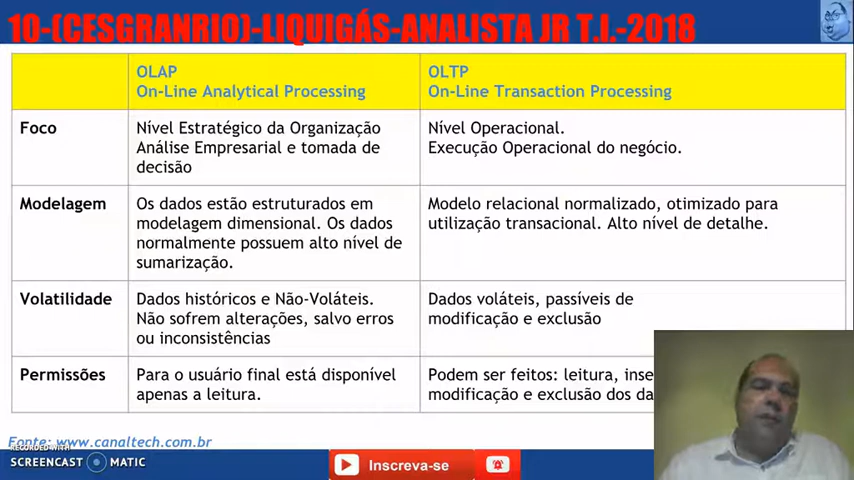 10-(CESGRANRIO)-LIQUIGÁS-ANALISTA JR T.I.-2018
OLAP
On-Line Analytical Processing
OLTP
On-Line Transaction Processing
Foco
Nível Estratégico da Organização
Análise Empresarial e tomada de
decisão
Nível Operacional.
Execução Operacional do negócio.
Modelagem
Os dados estão estruturados em
modelagem dimensional. Os dados
normalmente possuem alto nível de
sumarização.
Modelo relacional normalizado, otimizado para
utilização transacional. Alto nível de detalhe.
Volatilidade
Dados históricos e Não-Voláteis.
Não sofrem alterações, salvo erros
ou inconsistências
Dados voláteis, passíveis de
modificação e exclusão
Permissões
Para o usuário final está disponível
apenas a leitura.
Podem ser feitos: leitura,
modificação e exclusão dos
Fonte: www.canaltech.com.br
RECORDED WITH
SCREENCAST MATIC
Inscreva-se